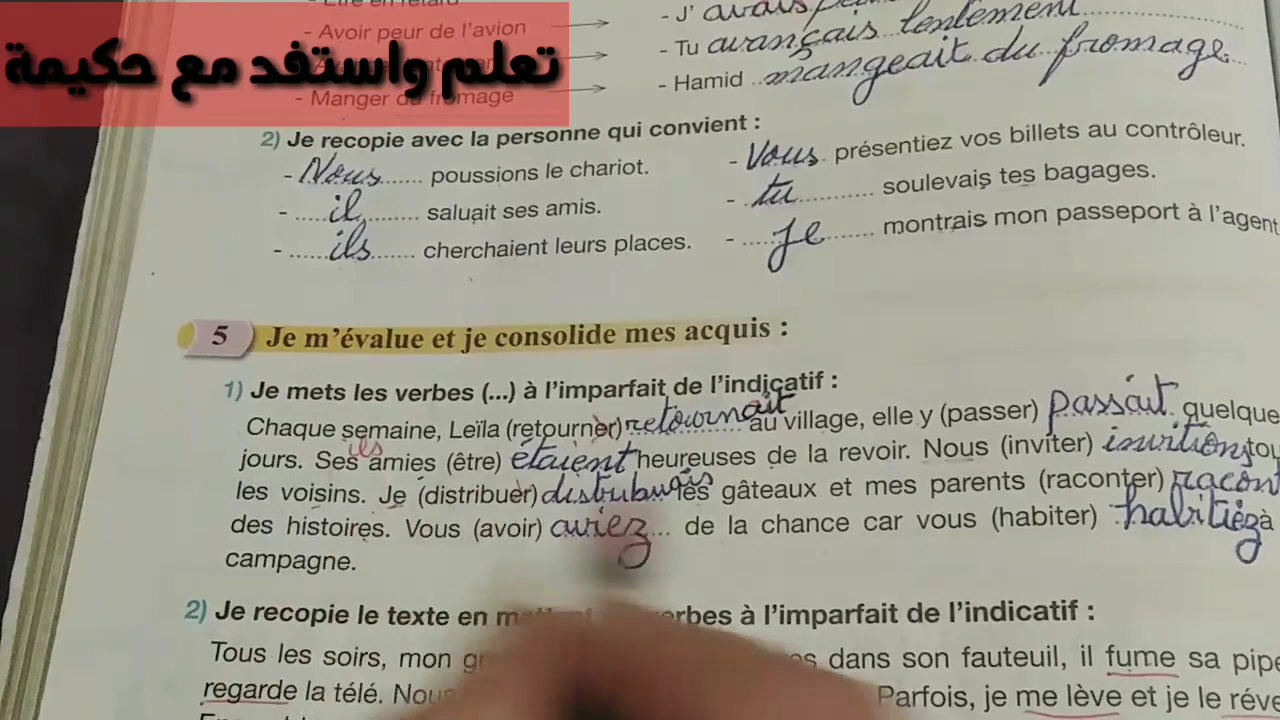 - J' avais
- Avoir peur de l'avion
- Tu avançais lentement
- Hamid mangeait du fromage
تعلم واستفد مع حكيمة
- Manger du fromage
2) Je recopie avec la personne qui convient :
- Nous poussions le chariot.
- Vous présentiez vos billets au contrôleur.
- il saluait ses amis.
- tu soulevais tes bagages.
- ils cherchaient leurs places.
- Je montrais mon passeport à l'agent
5 Je m'évalue et je consolide mes acquis :
1) Je mets les verbes (...) à l'imparfait de l'indicatif :
Chaque semaine, Leïla (retourner) retournait au village, elle y (passer) passait quelque
ils
jours. Ses amies (être) étaient heureuses de la revoir. Nous (inviter) invitions tou
les voisins. Je (distribuer) distribuais les gâteaux et mes parents (raconter) racon
des histoires. Vous (avoir) aviez de la chance car vous (habiter) habitiez à
campagne.
2) Je recopie le texte en verbes à l'imparfait de l'indicatif :
Tous les soirs, mon dans son fauteuil, il fume sa pipe
regarde la télé. Nous Parfois, je me lève et je le réve